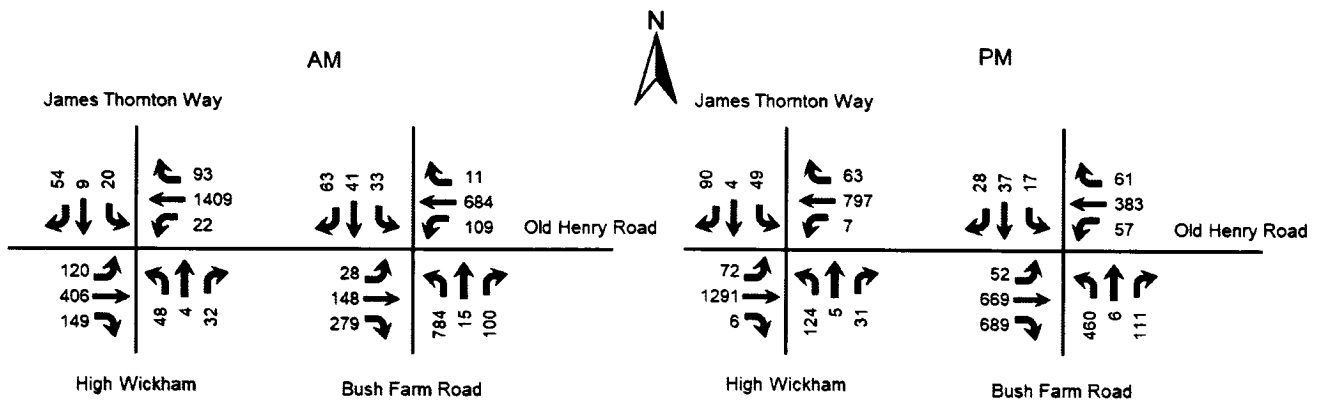 N
AM
PM
James Thornton Way
James Thornton Way
54 9 20
93
1409
22
63 41 33
11
684
109
Old Henry Road
120
406
149
48 4 32
28
148
279
784 15 100
High Wickham
Bush Farm Road
90 4 49
63
797
7
28 37 17
61
383
57
Old Henry Road
72
1291
6
124 5 31
52
669
689
460 6 111
High Wickham
Bush Farm Road